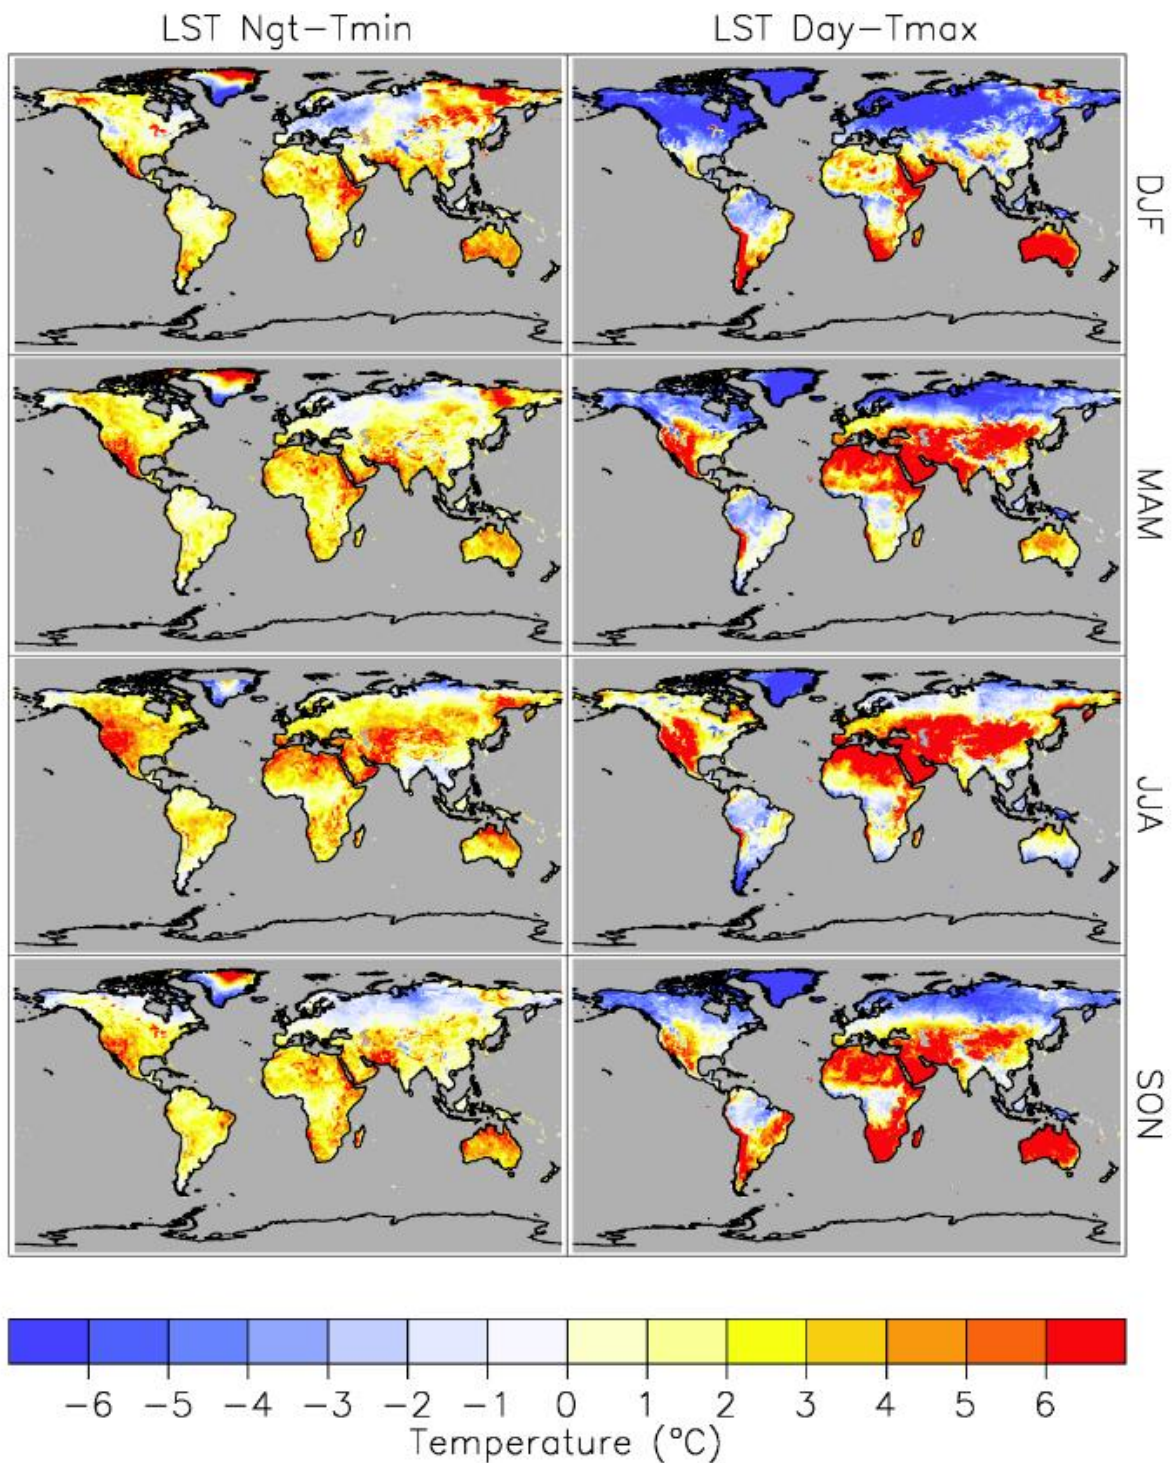 LST Ngt-Tmin
LST Day-Tmax
DJF
MAM
JJA
SON
-6 -5 -4 -3 -2 -1 0 1 2 3 4 5 6
Temperature (°C)